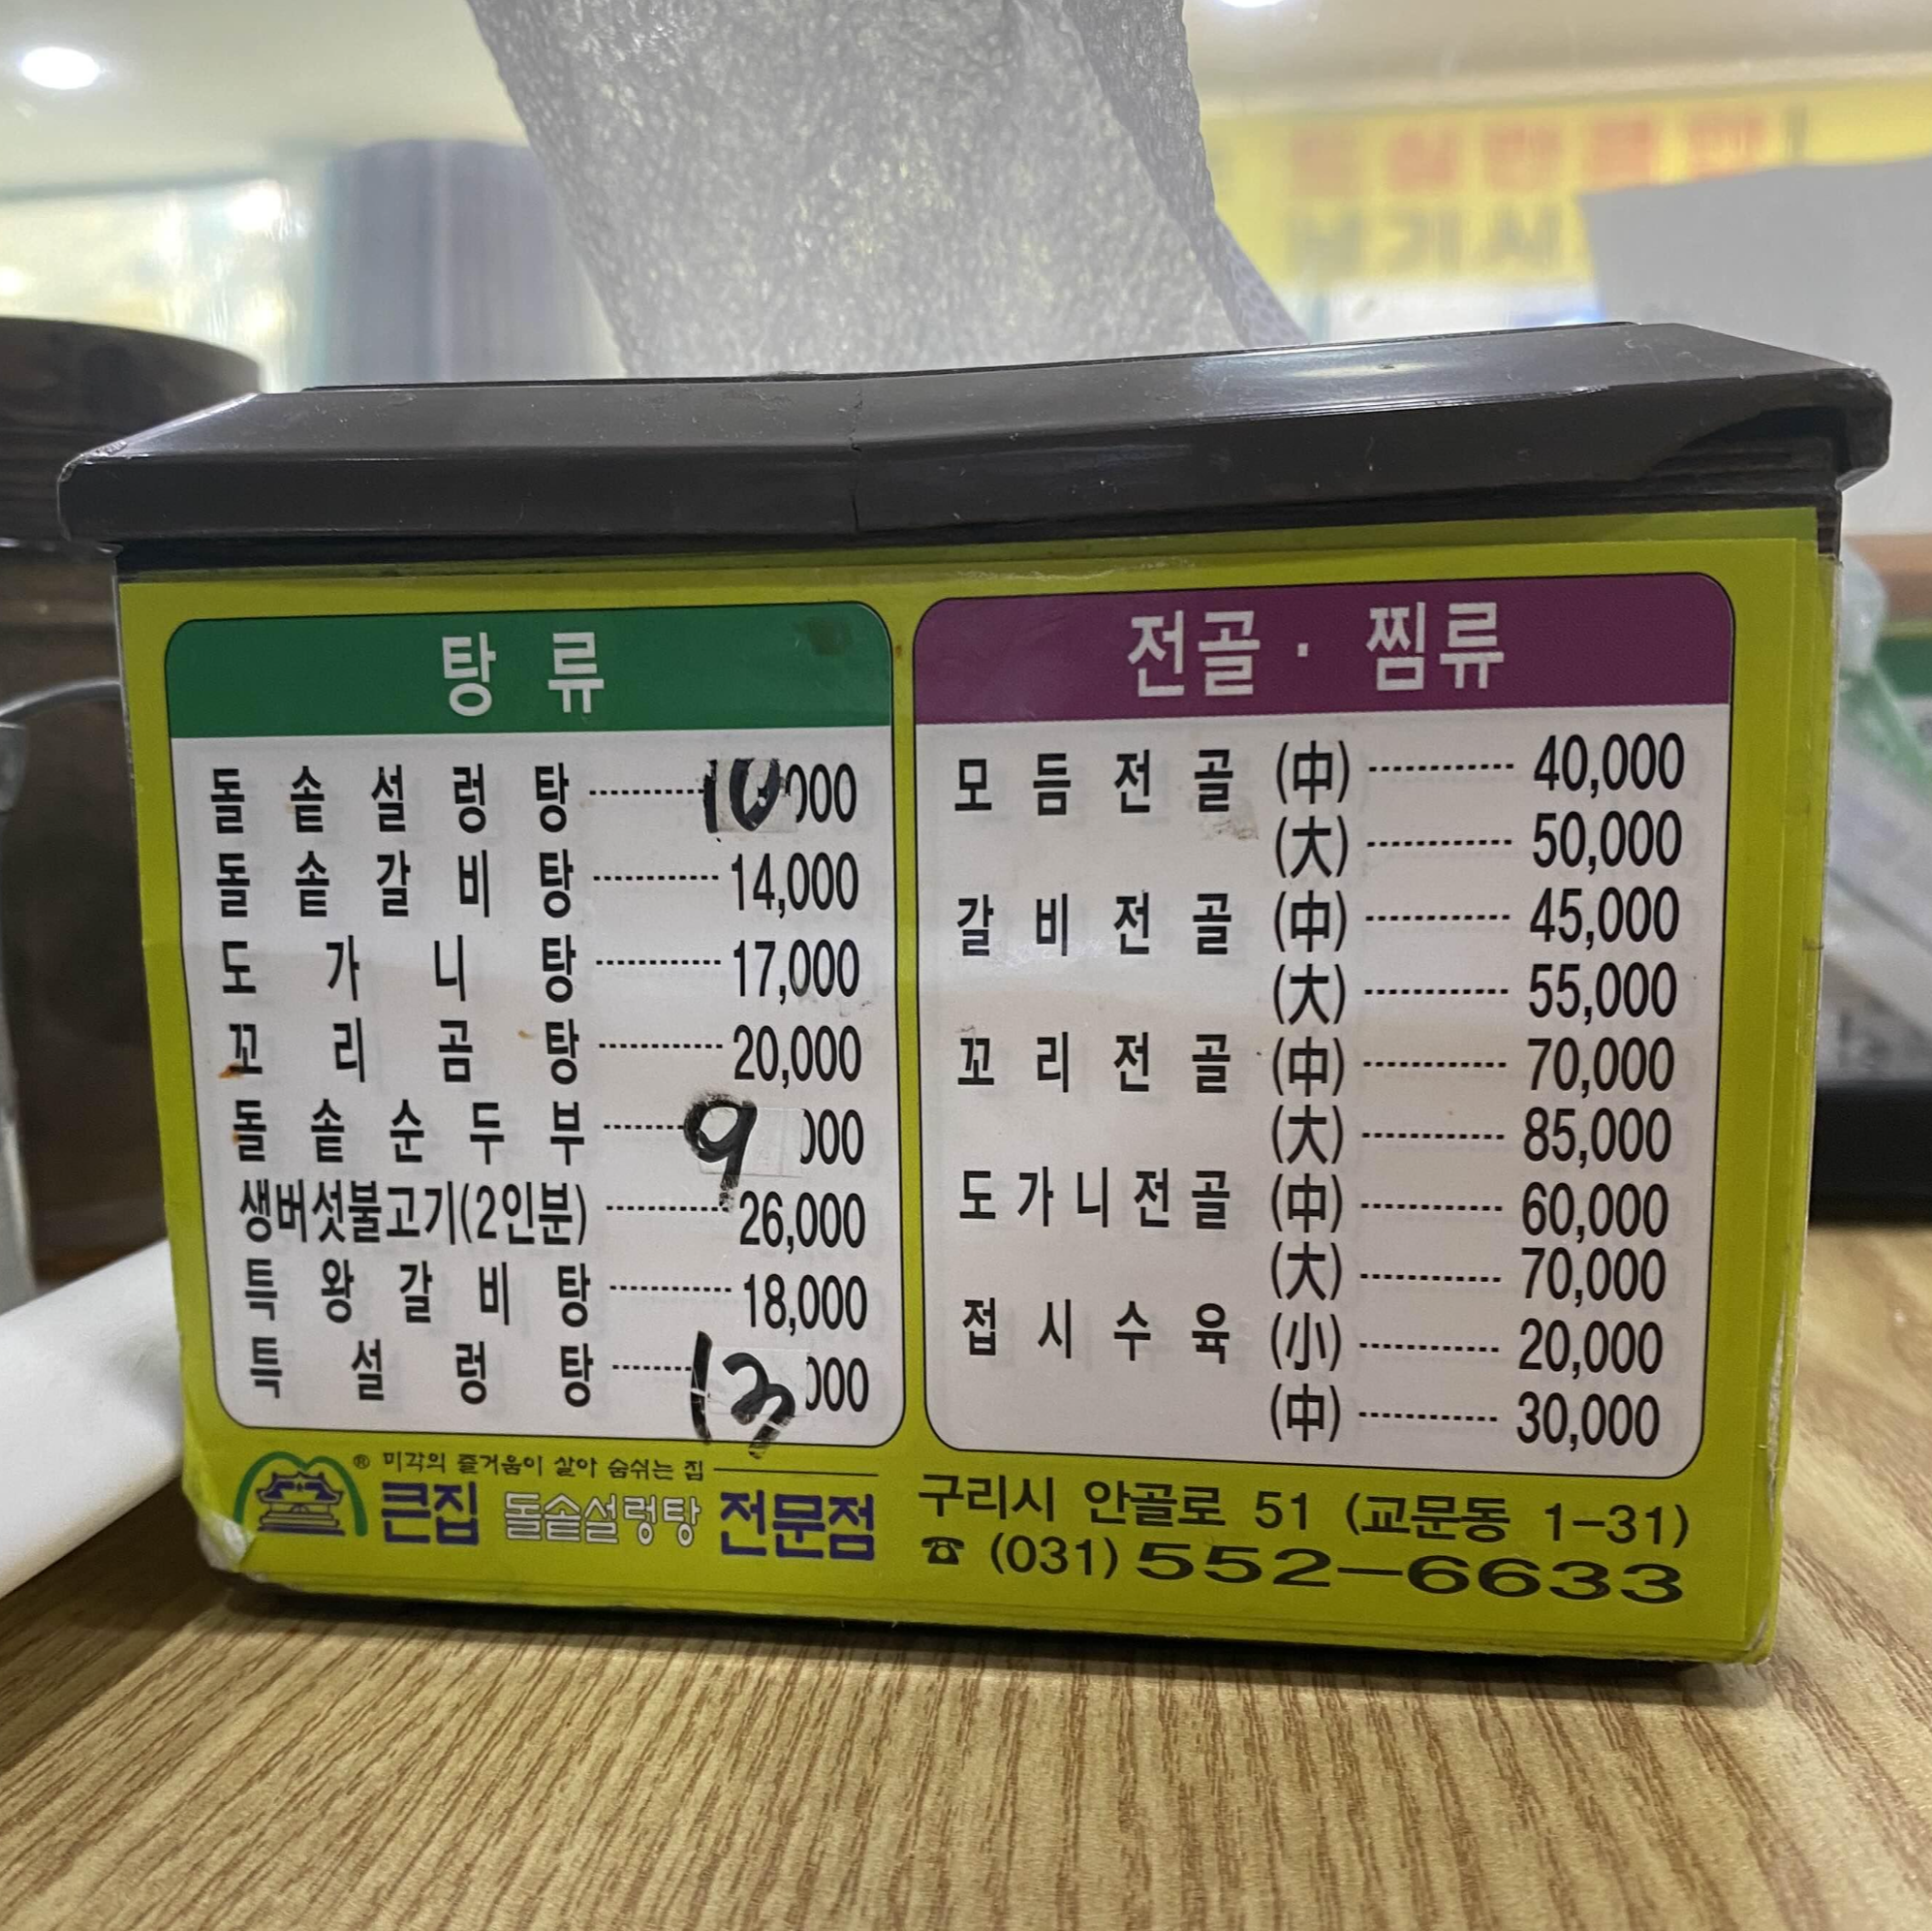 탕 류
돌솥설렁탕 ········ 10,000
돌솥갈비탕 ········ 14,000
도가니탕 ········ 17,000
꼬리곰탕 ········ 20,000
돌솥순두부 ········ 9,000
생버섯불고기(2인분) ········ 26,000
특왕갈비탕 ········ 18,000
특설렁탕 ········ 13,000
전골 · 찜류
모듬전골 (中) ········ 40,000
(大) ········ 50,000
갈비전골 (中) ········ 45,000
(大) ········ 55,000
꼬리전골 (中) ········ 70,000
(大) ········ 85,000
도가니전골 (中) ········ 60,000
(大) ········ 70,000
접시수육 (小) ········ 20,000
(中) ········ 30,000
® 미각의 즐거움이 살아 숨쉬는 집
큰집 돌솥설렁탕 전문점
구리시 안골로 51 (교문동 1-31)
☎ (031) 552-6633